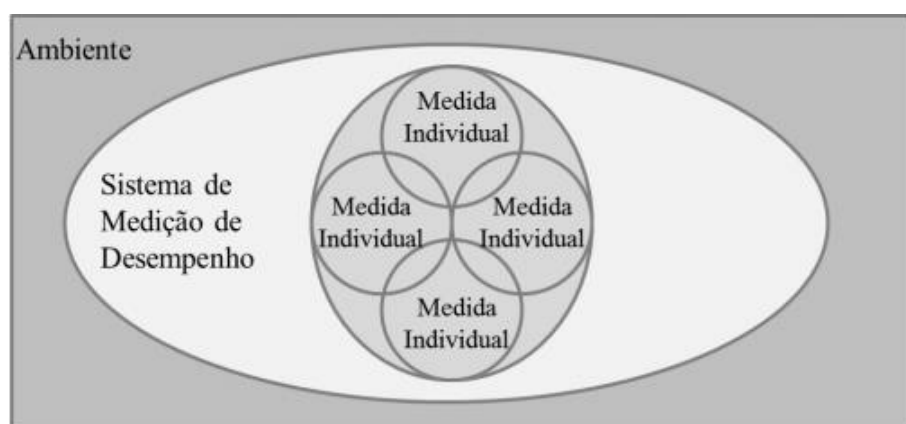 Ambiente
Medida
Individual
Sistema de
Medição de
Desempenho
Medida
Individual
Medida
Individual
Medida
Individual